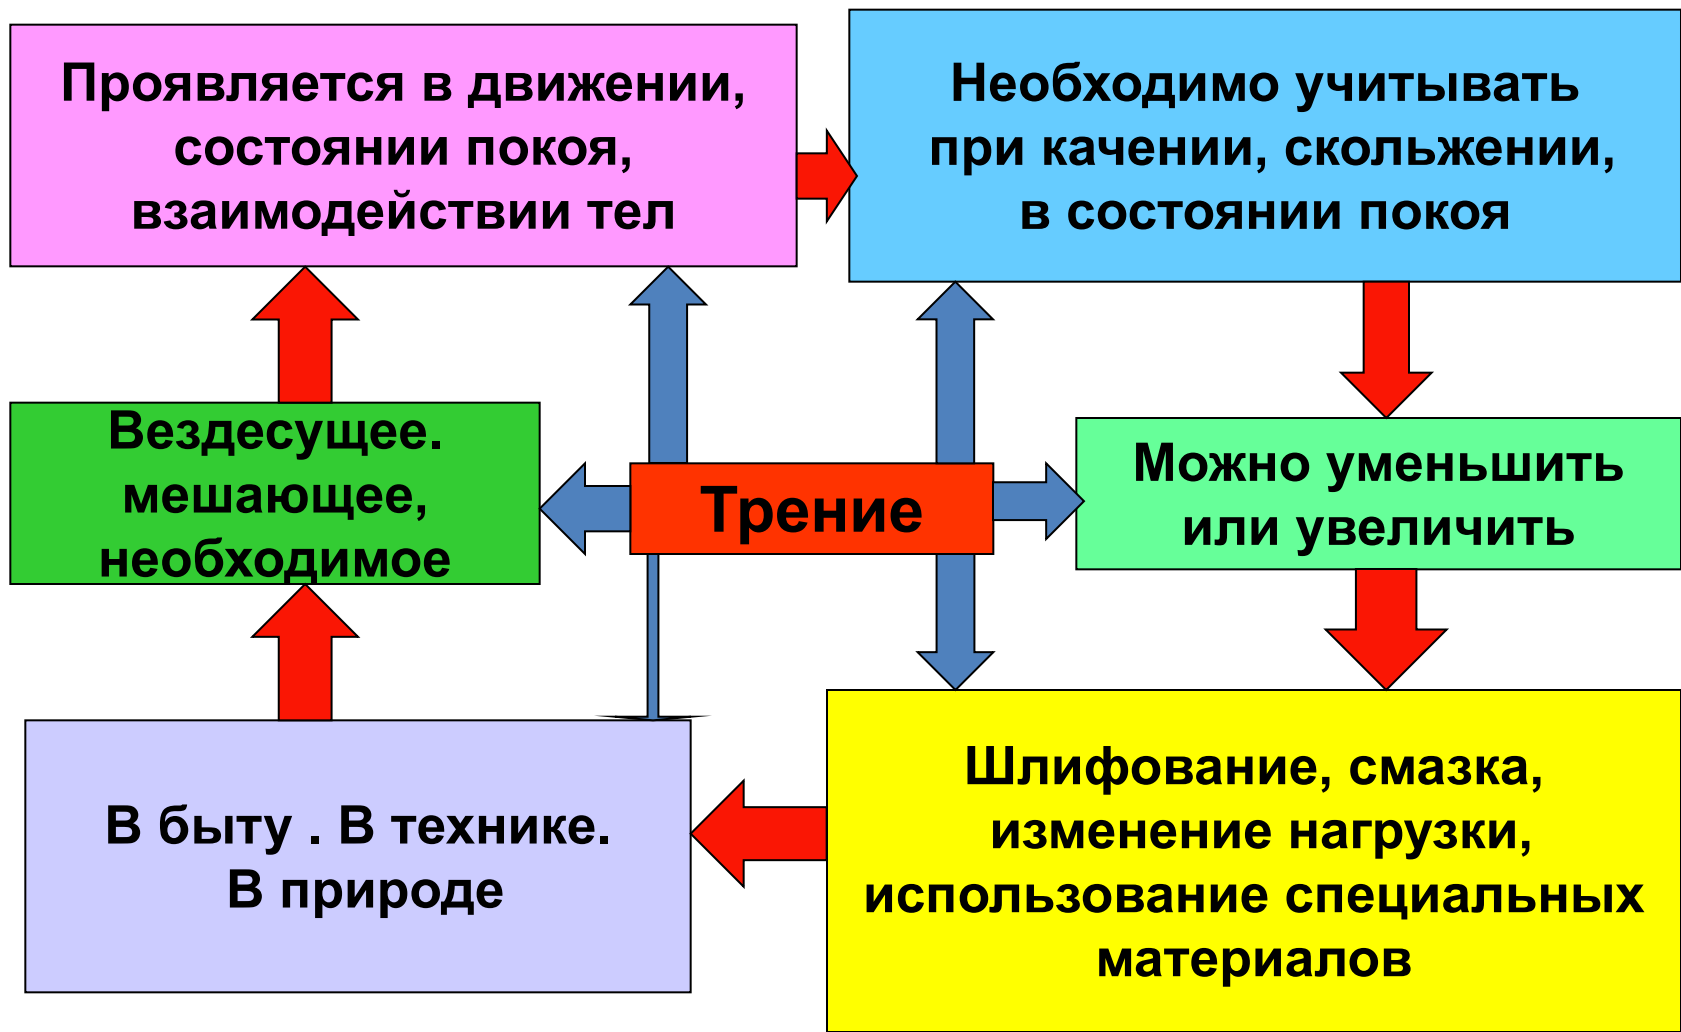 Проявляется в движении,
состоянии покоя,
взаимодействии тел
Необходимо учитывать
при качении, скольжении,
в состоянии покоя
Вездесущее.
мешающее,
необходимое
Трение
Можно уменьшить
или увеличить
В быту . В технике.
В природе
Шлифование, смазка,
изменение нагрузки,
использование специальных
материалов